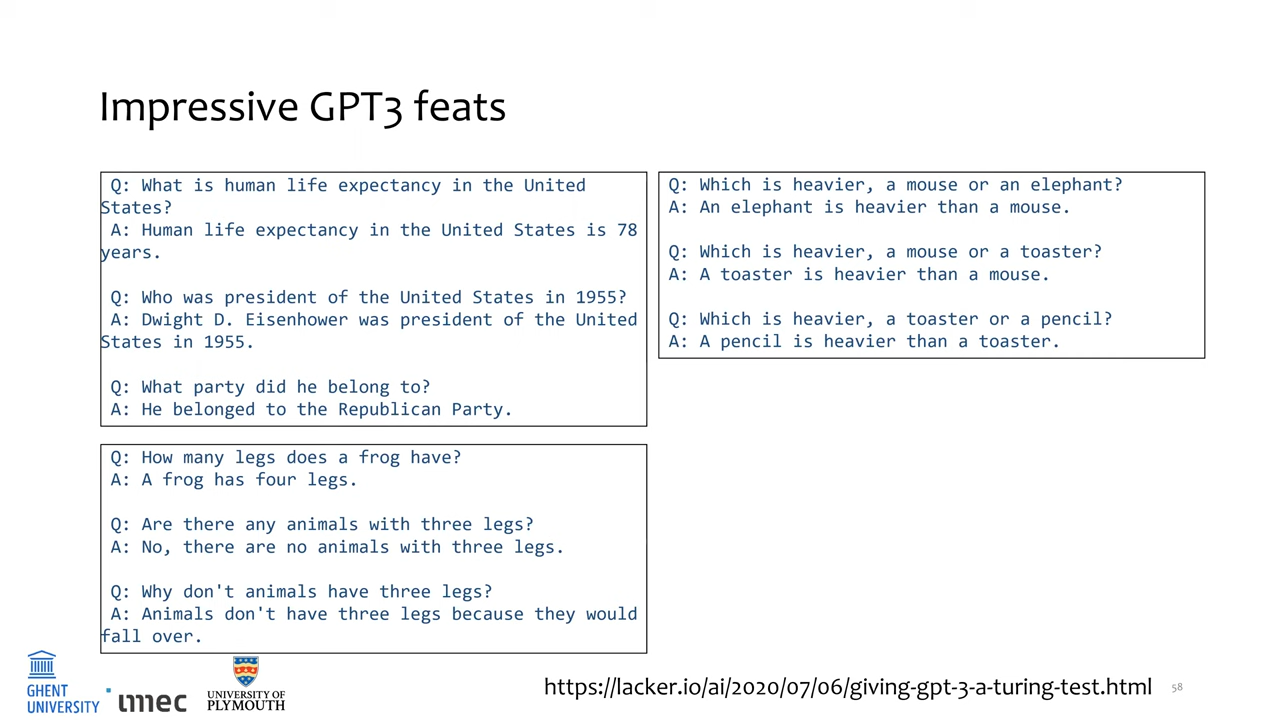 Impressive GPT3 feats
Q: What is human life expectancy in the United
States?
A: Human life expectancy in the United States is 78
years.
Q: Who was president of the United States in 1955?
A: Dwight D. Eisenhower was president of the United
States in 1955.
Q: What party did he belong to?
A: He belonged to the Republican Party.
Q: How many legs does a frog have?
A: A frog has four legs.
Q: Are there any animals with three legs?
A: No, there are no animals with three legs.
Q: Why don't animals have three legs?
A: Animals don't have three legs because they would
fall over.
Q: Which is heavier, a mouse or an elephant?
A: An elephant is heavier than a mouse.
Q: Which is heavier, a mouse or a toaster?
A: A toaster is heavier than a mouse.
Q: Which is heavier, a toaster or a pencil?
A: A pencil is heavier than a toaster.
GHENT
UNIVERSITY
imec
UNIVERSITY OF
PLYMOUTH
https://lacker.io/ai/2020/07/06/giving-gpt-3-a-turing-test.html
58